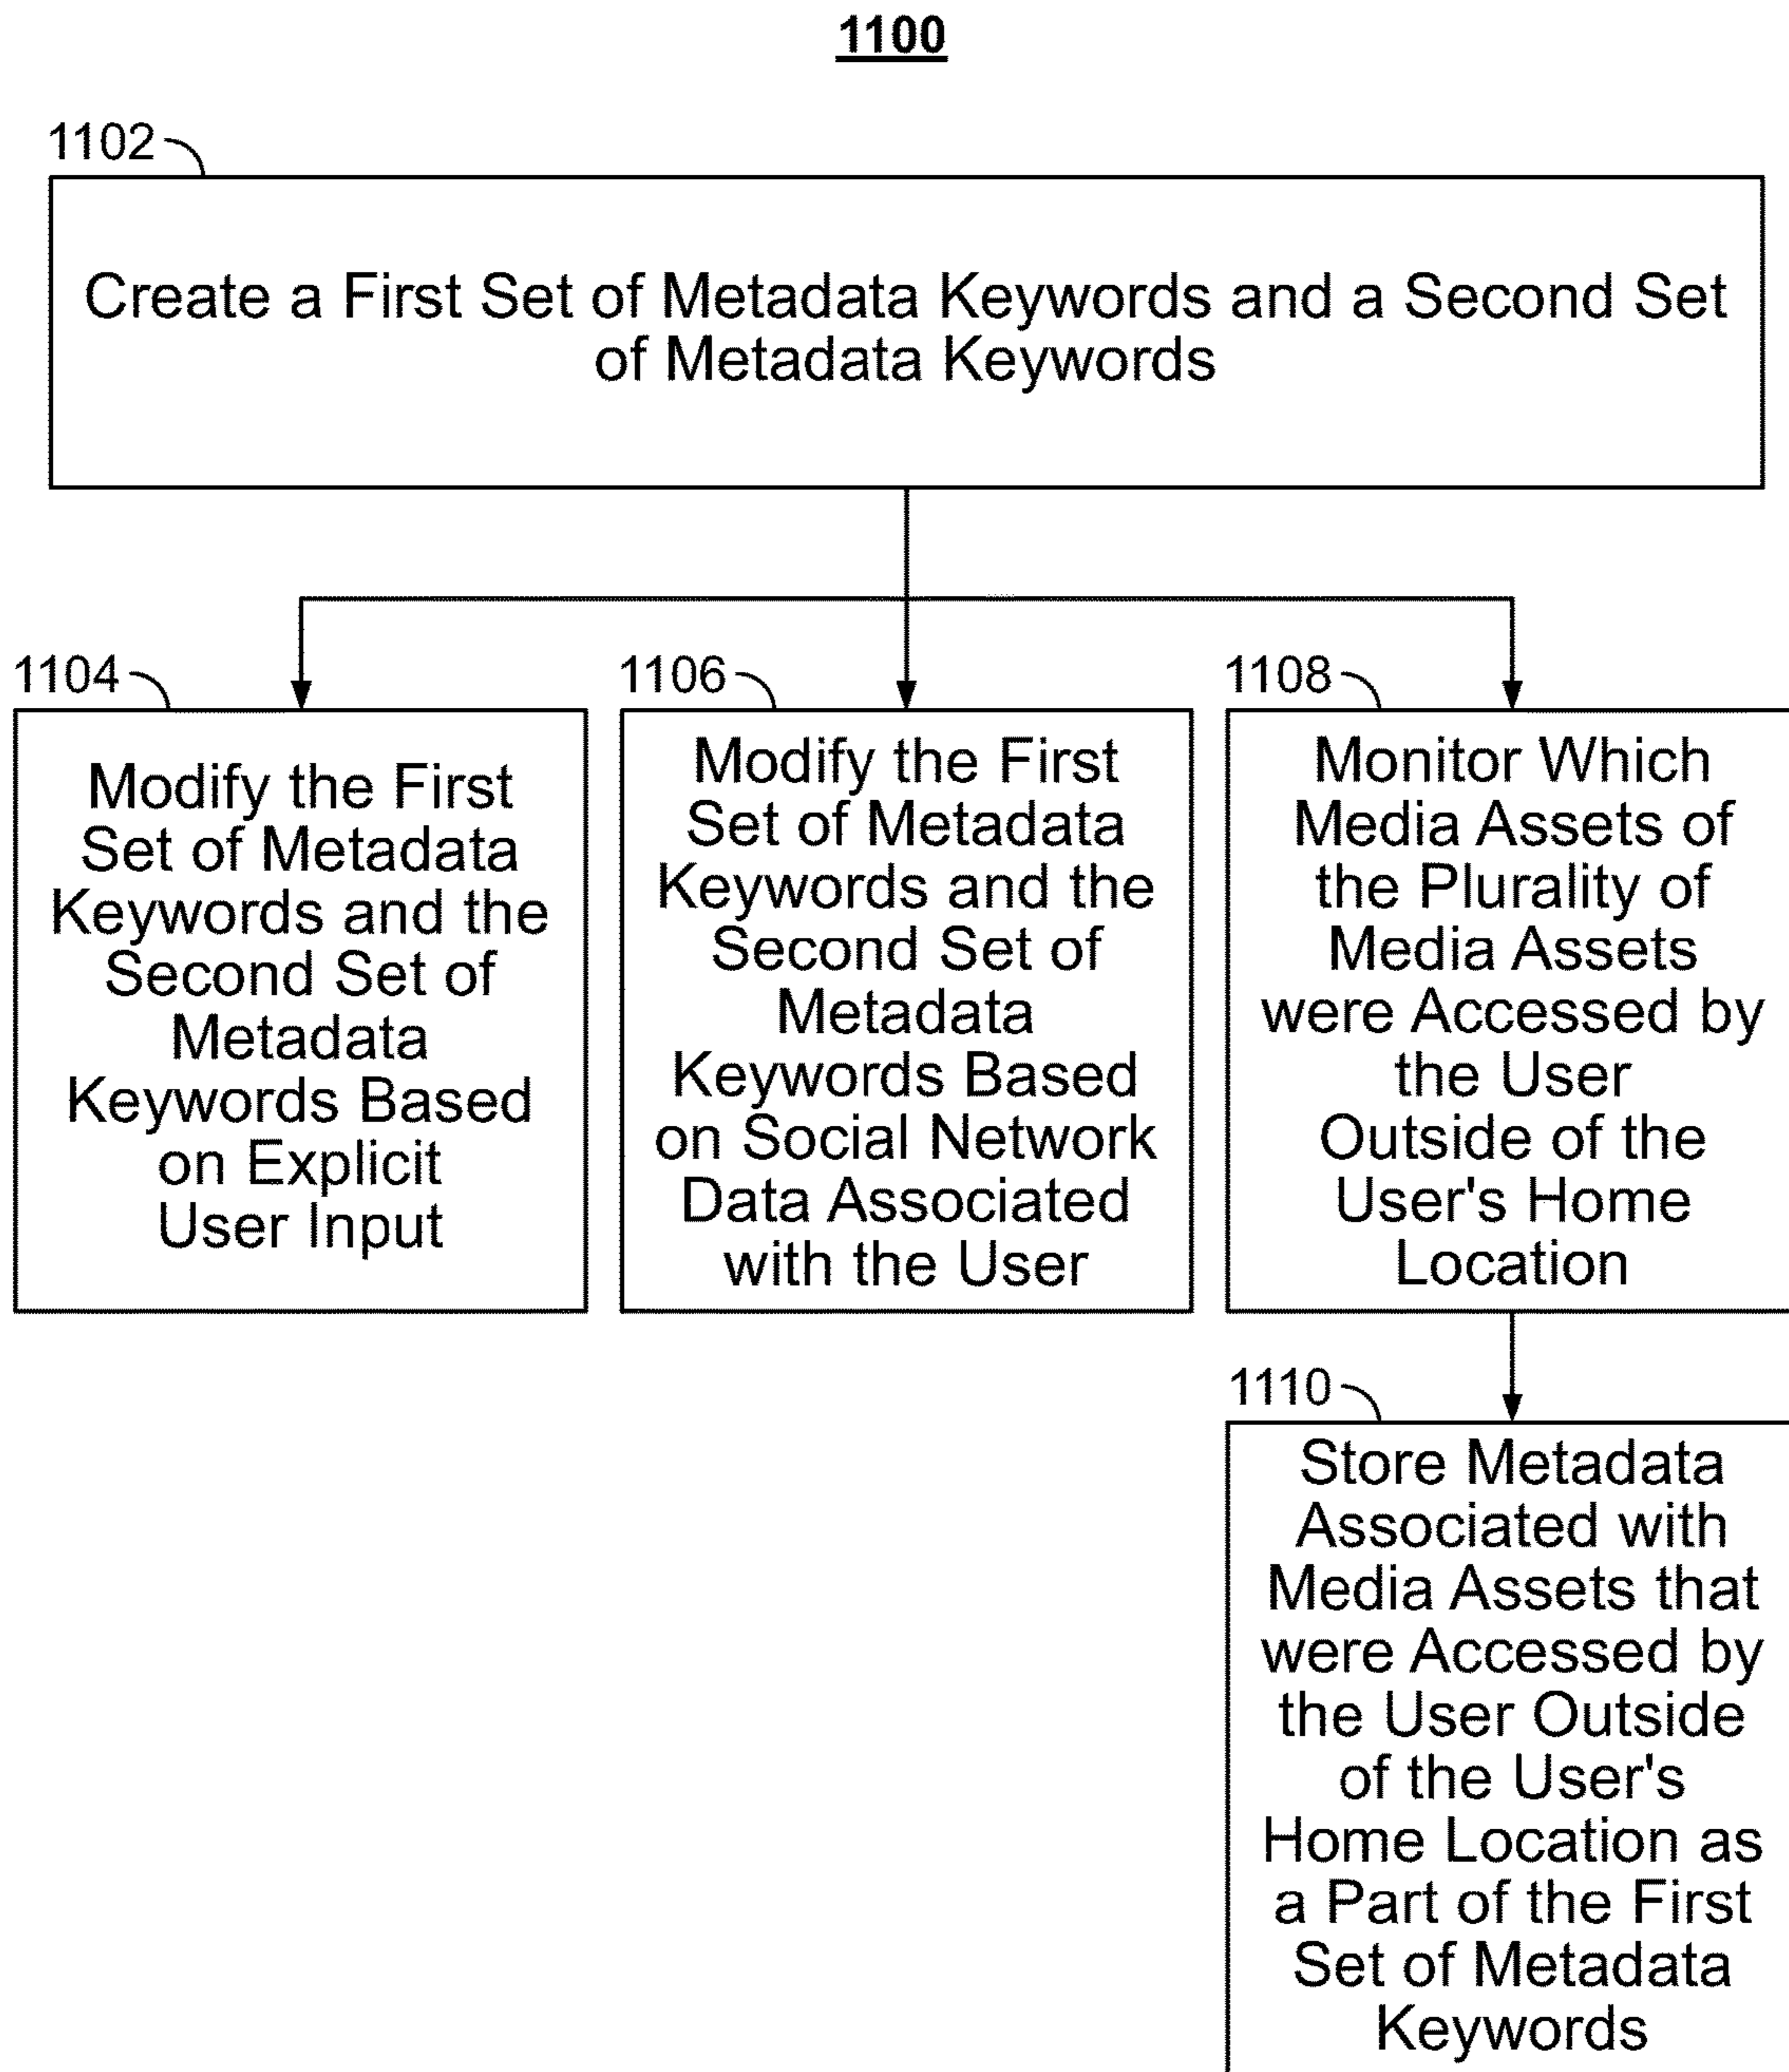 1100
1102
Create a First Set of Metadata Keywords and a Second Set
of Metadata Keywords
1104
Modify the First
Set of Metadata
Keywords and the
Second Set of
Metadata
Keywords Based
on Explicit
User Input
1106
Modify the First
Set of Metadata
Keywords and the
Second Set of
Metadata
Keywords Based
on Social Network
Data Associated
with the User
1108
Monitor Which
Media Assets of
the Plurality of
Media Assets
were Accessed by
the User
Outside of the
User's Home
Location
1110
Store Metadata
Associated with
Media Assets that
were Accessed by
the User Outside
of the User's
Home Location as
a Part of the First
Set of Metadata
Keywords